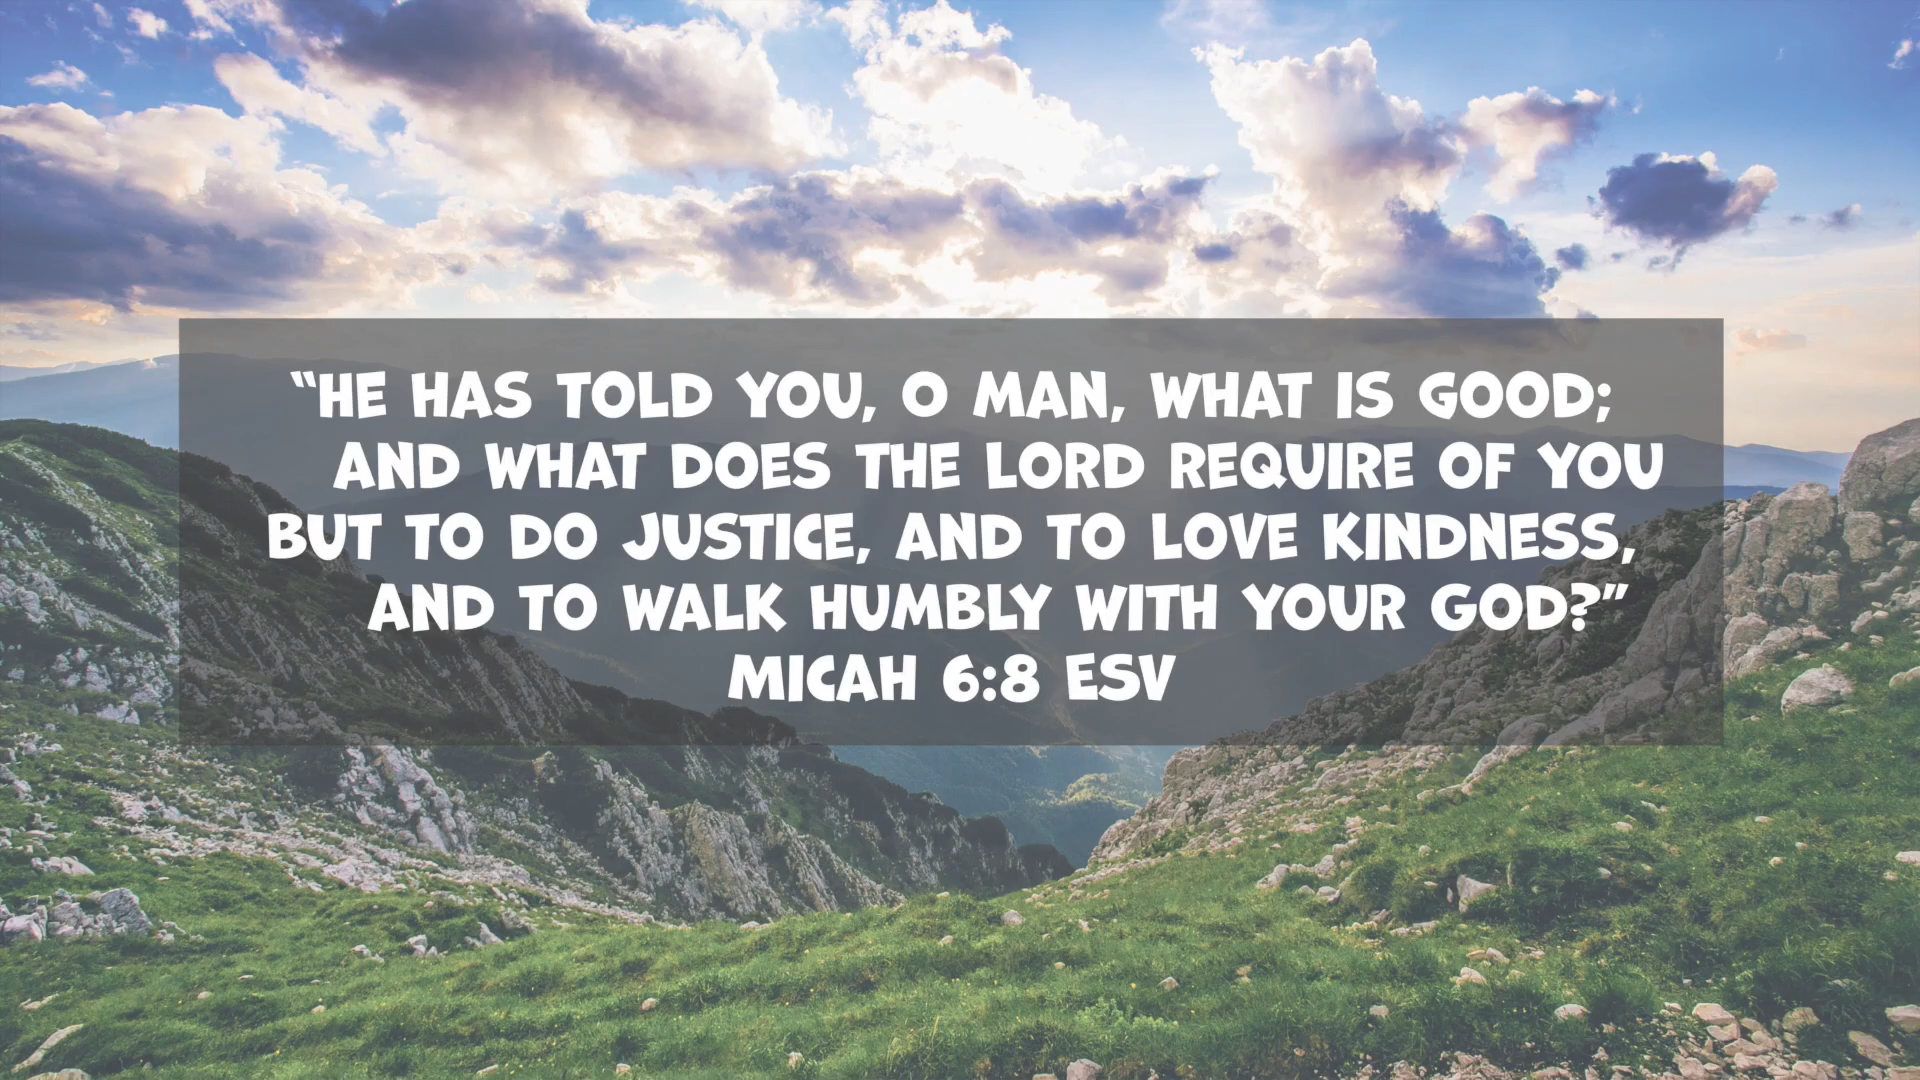 “HE HAS TOLD YOU, O MAN, WHAT IS GOOD;
AND WHAT DOES THE LORD REQUIRE OF YOU
BUT TO DO JUSTICE, AND TO LOVE KINDNESS,
AND TO WALK HUMBLY WITH YOUR GOD?”
MICAH 6:8 ESV